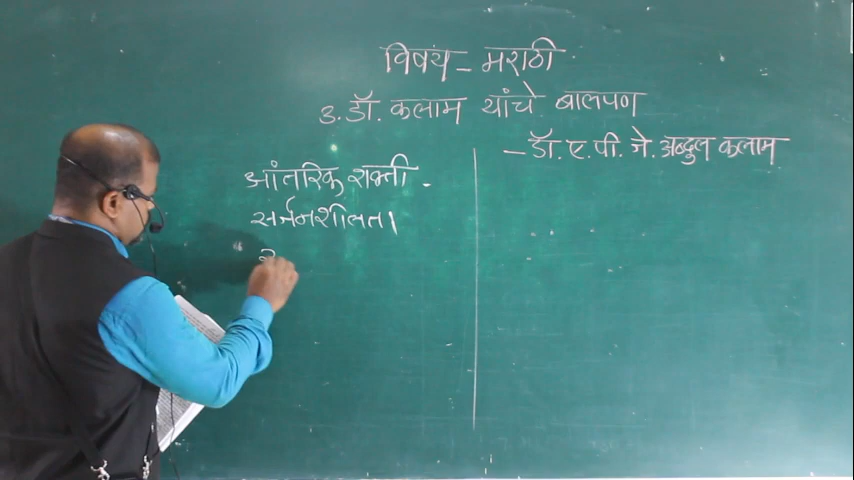 विषय - मराठी
३. डॉ. कलाम यांचे बालपण
- डॉ. ए. पी. जे. अब्दुल कलाम
आंतरिक शक्ती .
सर्जनशीलता